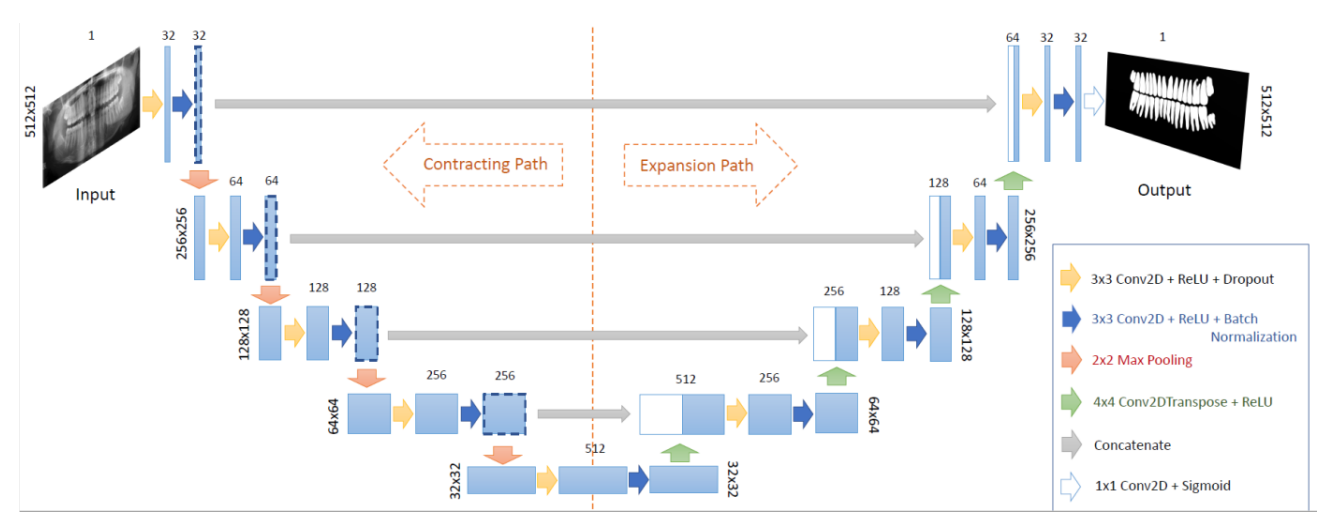 1
32
32
512x512
Input
64
32
32
1
512x512
Output
Contracting Path
Expansion Path
64
64
256x256
128
64
256x256
128
128
128x128
256
128
128x128
256
256
64x64
512
256
64x64
512
32x32
32x32
3x3 Conv2D + ReLU + Dropout
3x3 Conv2D + ReLU + Batch
Normalization
2x2 Max Pooling
4x4 Conv2DTranspose + ReLU
Concatenate
1x1 Conv2D + Sigmoid